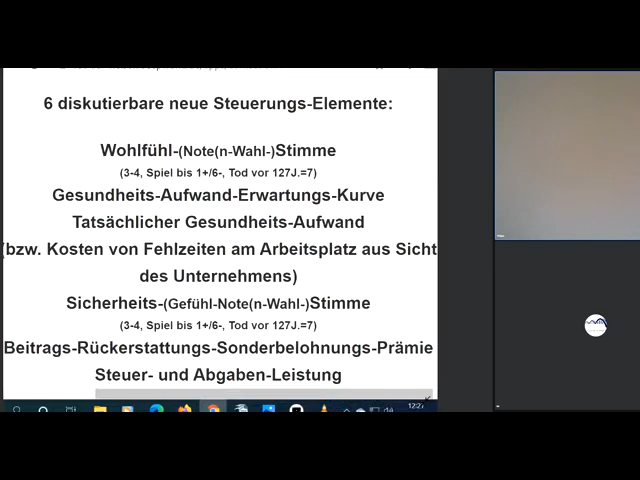 6 diskutierbare neue Steuerungs-Elemente:
Wohlfühl-(Note(n-Wahl-)Stimme
(3-4, Spiel bis 1+/6-, Tod vor 127J.=7)
Gesundheits-Aufwand-Erwartungs-Kurve
Tatsächlicher Gesundheits-Aufwand
(bzw. Kosten von Fehlzeiten am Arbeitsplatz aus Sicht
des Unternehmens)
Sicherheits-(Gefühl-Note(n-Wahl-)Stimme
(3-4, Spiel bis 1+/6-, Tod vor 127J.=7)
Beitrags-Rückerstattungs-Sonderbelohnungs-Prämie
Steuer- und Abgaben-Leistung
12:27